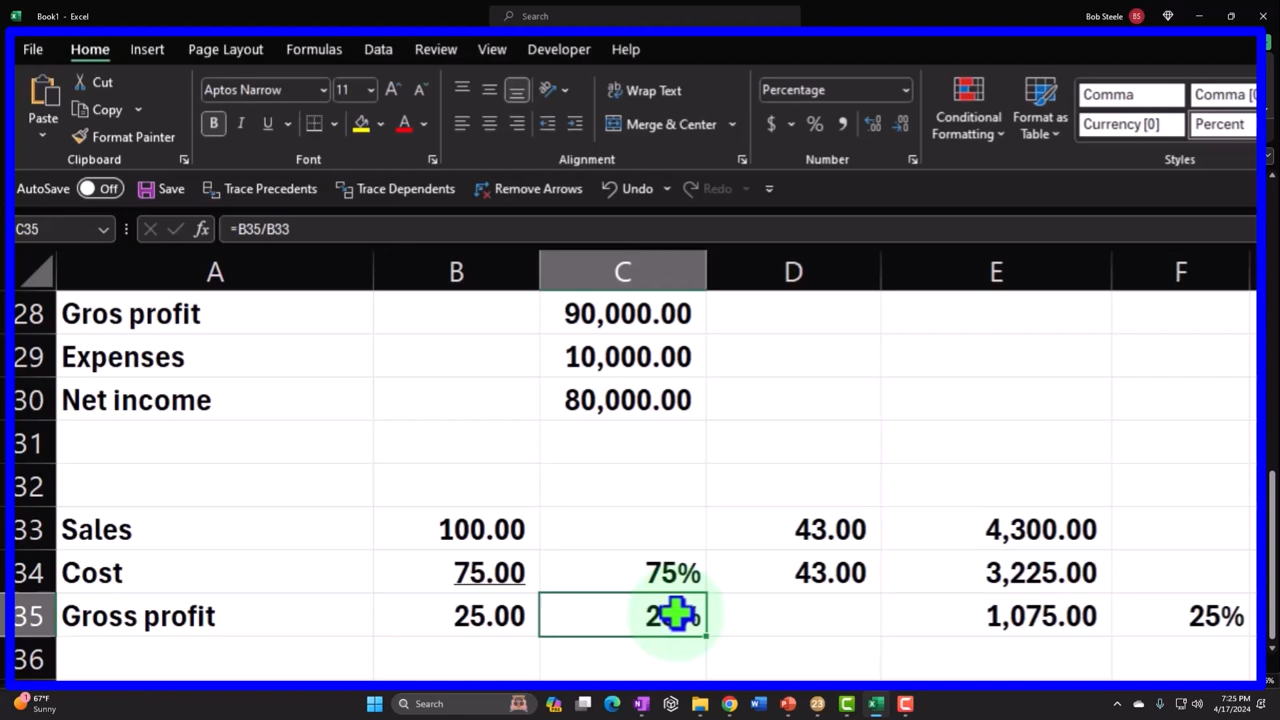 Book1 - Excel
Search
Bob Steele
BS
File Home Insert Page Layout Formulas Data Review View Developer Help
Paste
Cut
Copy
Format Painter
Clipboard
Aptos Narrow 11
B I U
Font
Wrap Text
Merge & Center
Alignment
Percentage
$ % ,
Number
Conditional Formatting
Format as Table
Comma
Currency [0] Percent
Styles
AutoSave Off Save Trace Precedents Trace Dependents Remove Arrows Undo Redo
C35 fx =B35/B33
A B C D E F
28 Gros profit 90,000.00
29 Expenses 10,000.00
30 Net income 80,000.00
31
32
33 Sales 100.00 43.00 4,300.00
34 Cost 75.00 75% 43.00 3,225.00
35 Gross profit 25.00 1,075.00 25%
36
67°F
Sunny
Search
7:25 PM
4/17/2024